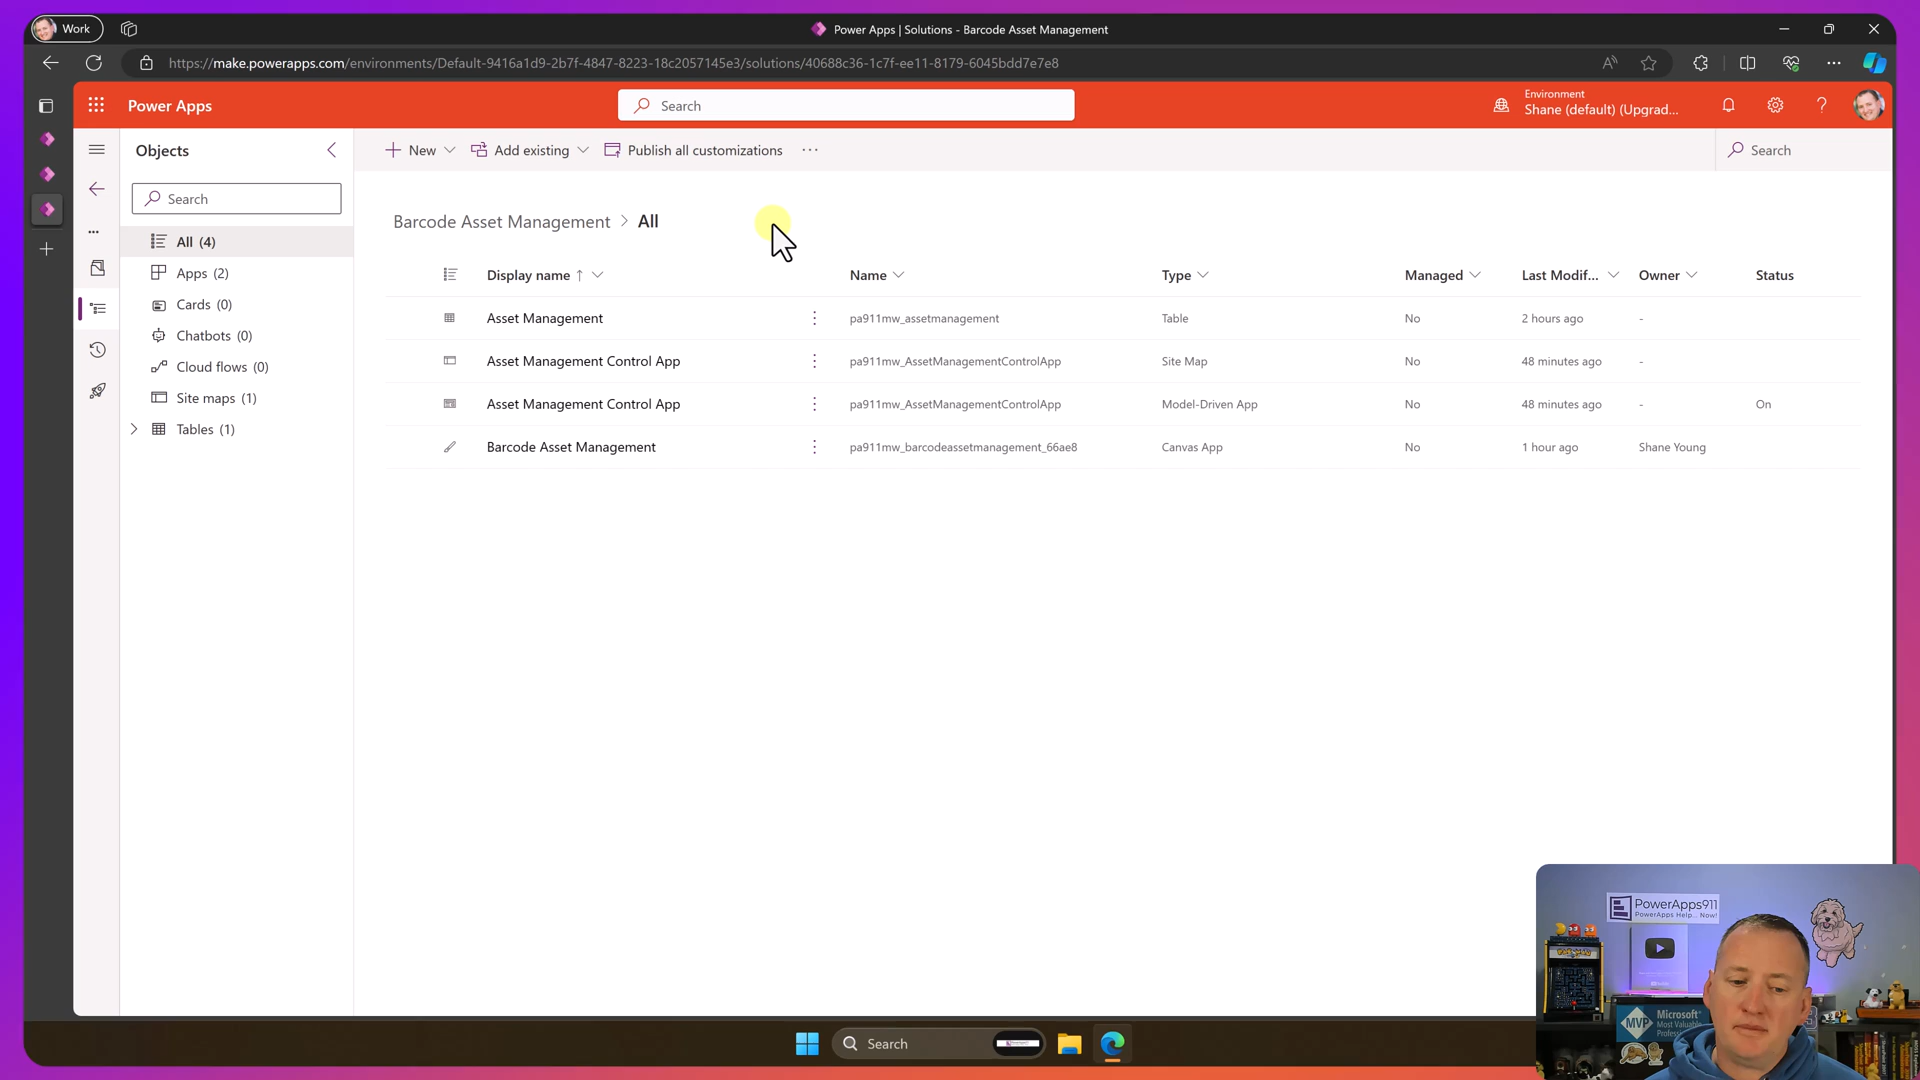 Work
Power Apps | Solutions - Barcode Asset Management
https://make.powerapps.com/environments/Default-9416a1d9-2b7f-4847-8223-18c2057145e3/solutions/40688c36-1c7f-ee11-8179-6045bdd7e7e8
Power Apps
Search
Environment
Shane (default) (Upgrad...
Objects
New
Add existing
Publish all customizations
Search
Search
Barcode Asset Management > All
All (4)
Apps (2)
Cards (0)
Chatbots (0)
Cloud flows (0)
Site maps (1)
Tables (1)
Display name ↑ Name Type Managed Last Modif... Owner Status
Asset Management pa911mw_assetmanagement Table No 2 hours ago -
Asset Management Control App pa911mw_AssetManagementControlApp Site Map No 48 minutes ago -
Asset Management Control App pa911mw_AssetManagementControlApp Model-Driven App No 48 minutes ago - On
Barcode Asset Management pa911mw_barcodeassetmanagement_66ae8 Canvas App No 1 hour ago Shane Young
PowerApps911
PowerApps Help... Now!
Microsoft
MVP
Most Valuable
Search